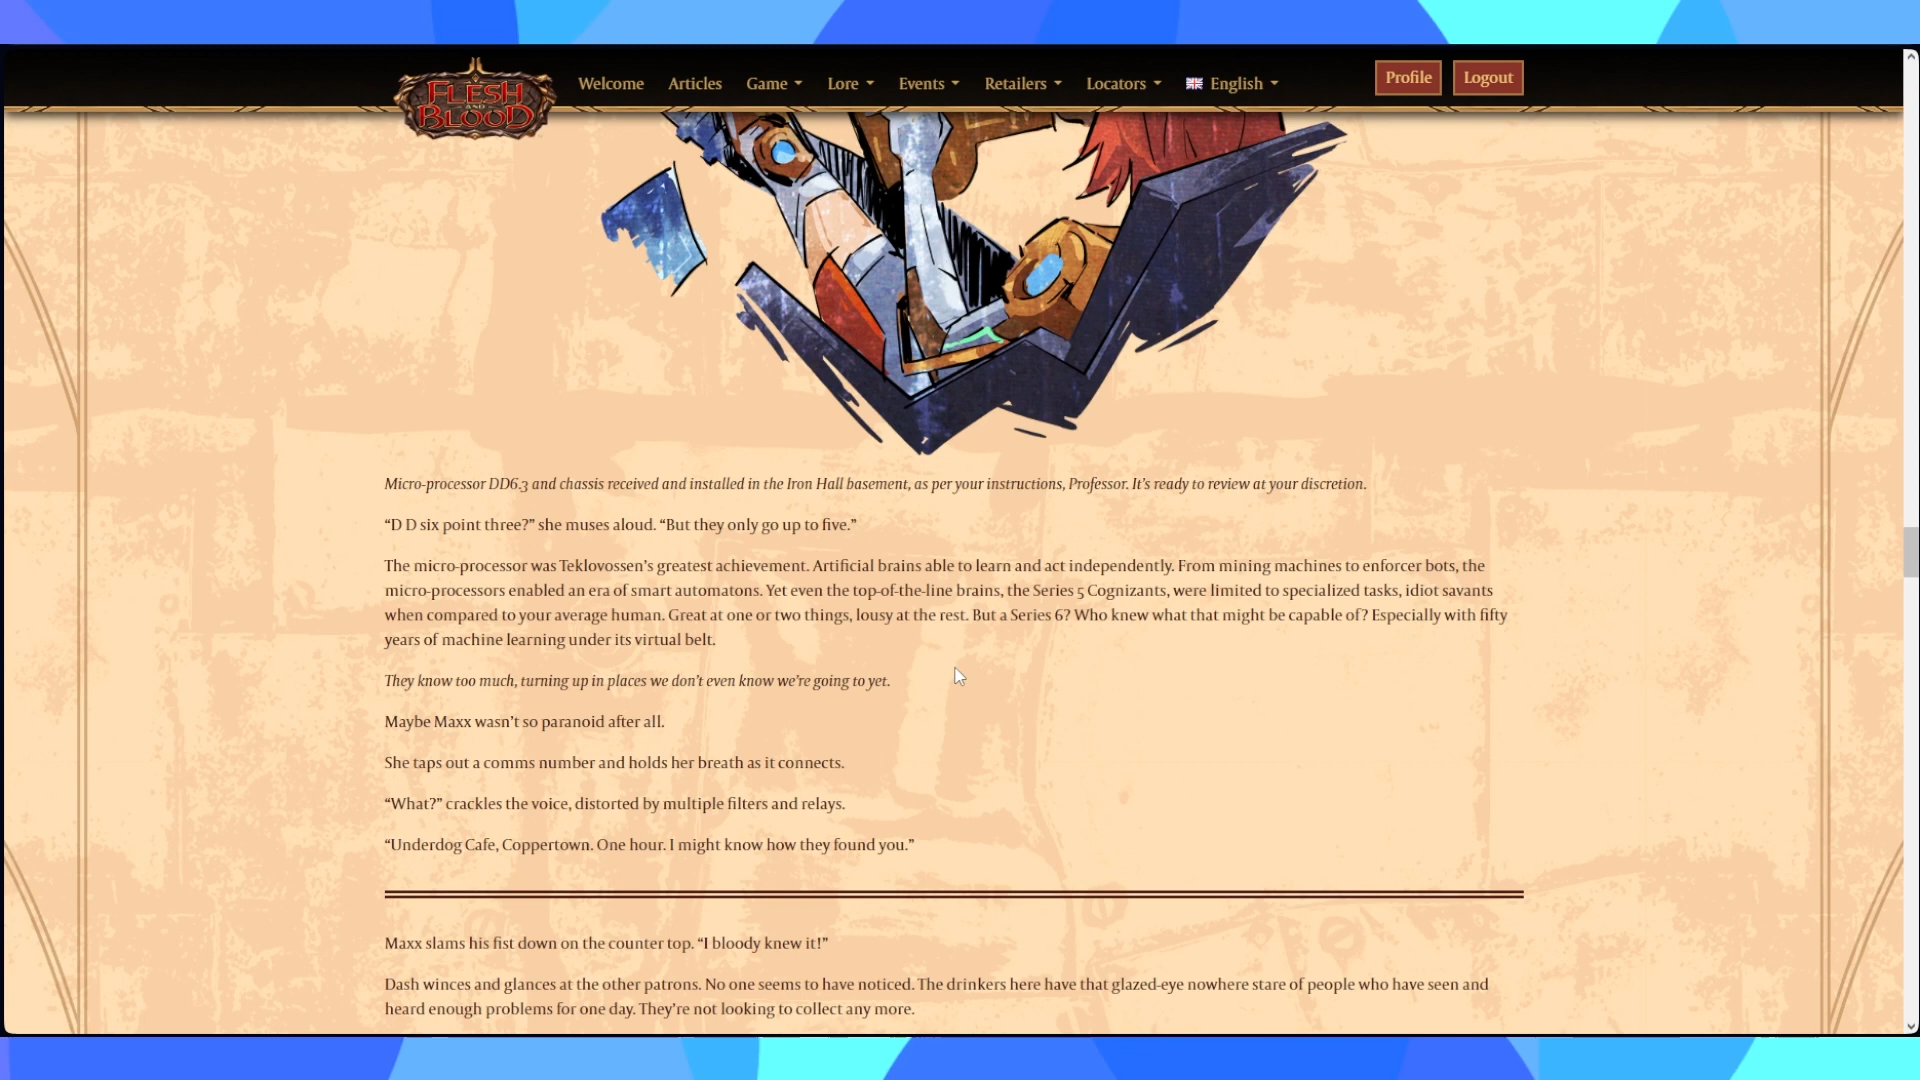 FLESH
AND
BLOOD
Welcome
Articles
Game
Lore
Events
Retailers
Locators
English
Profile
Logout
Micro-processor DD6.3 and chassis received and installed in the Iron Hall basement, as per your instructions, Professor. It’s ready to review at your discretion.
“D D six point three?” she muses aloud. “But they only go up to five.”
The micro-processor was Teklovossen’s greatest achievement. Artificial brains able to learn and act independently. From mining machines to enforcer bots, the
micro-processors enabled an era of smart automatons. Yet even the top-of-the-line brains, the Series 5 Cognizants, were limited to specialized tasks, idiot savants
when compared to your average human. Great at one or two things, lousy at the rest. But a Series 6? Who knew what that might be capable of? Especially with fifty
years of machine learning under its virtual belt.
They know too much, turning up in places we don’t even know we’re going to yet.
Maybe Maxx wasn’t so paranoid after all.
She taps out a comms number and holds her breath as it connects.
“What?” crackles the voice, distorted by multiple filters and relays.
“Underdog Cafe, Coppertown. One hour. I might know how they found you.”
Maxx slams his fist down on the counter top. “I bloody knew it!”
Dash winces and glances at the other patrons. No one seems to have noticed. The drinkers here have that glazed-eye nowhere stare of people who have seen and
heard enough problems for one day. They’re not looking to collect any more.